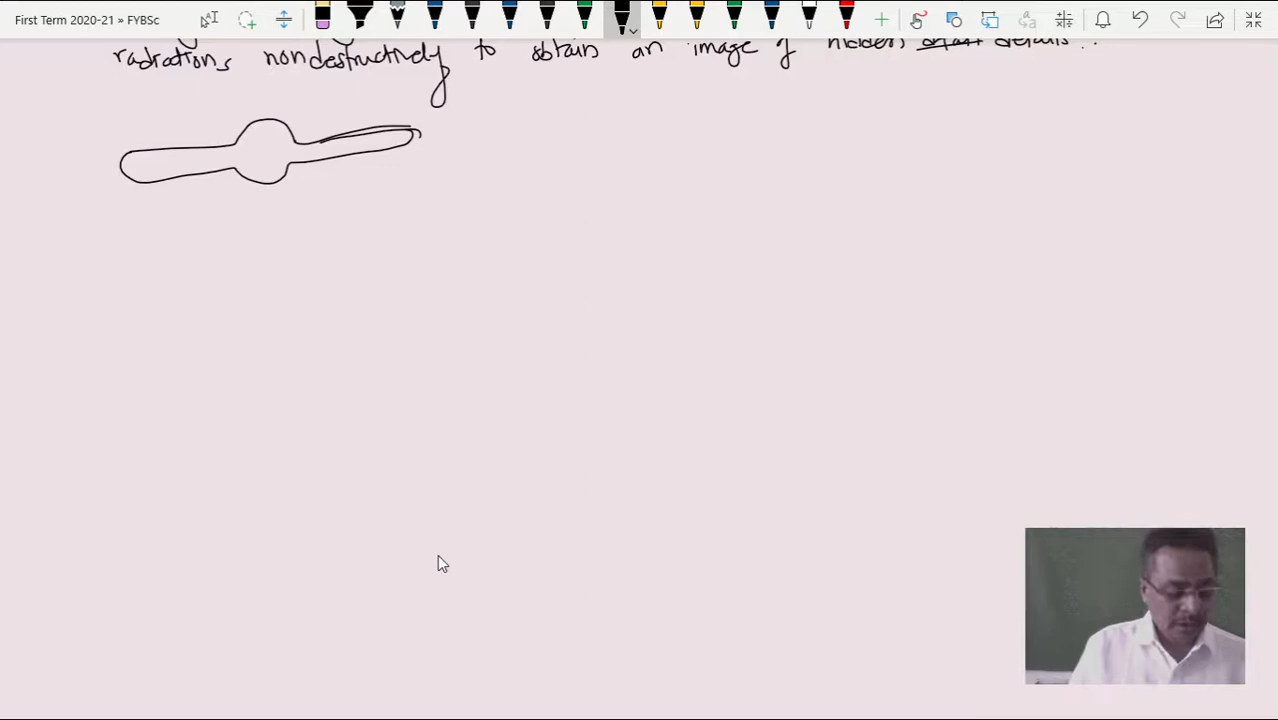 First Term 2020-21 » FYBSc
radiations nondestructively to obtain an image of hidden details..